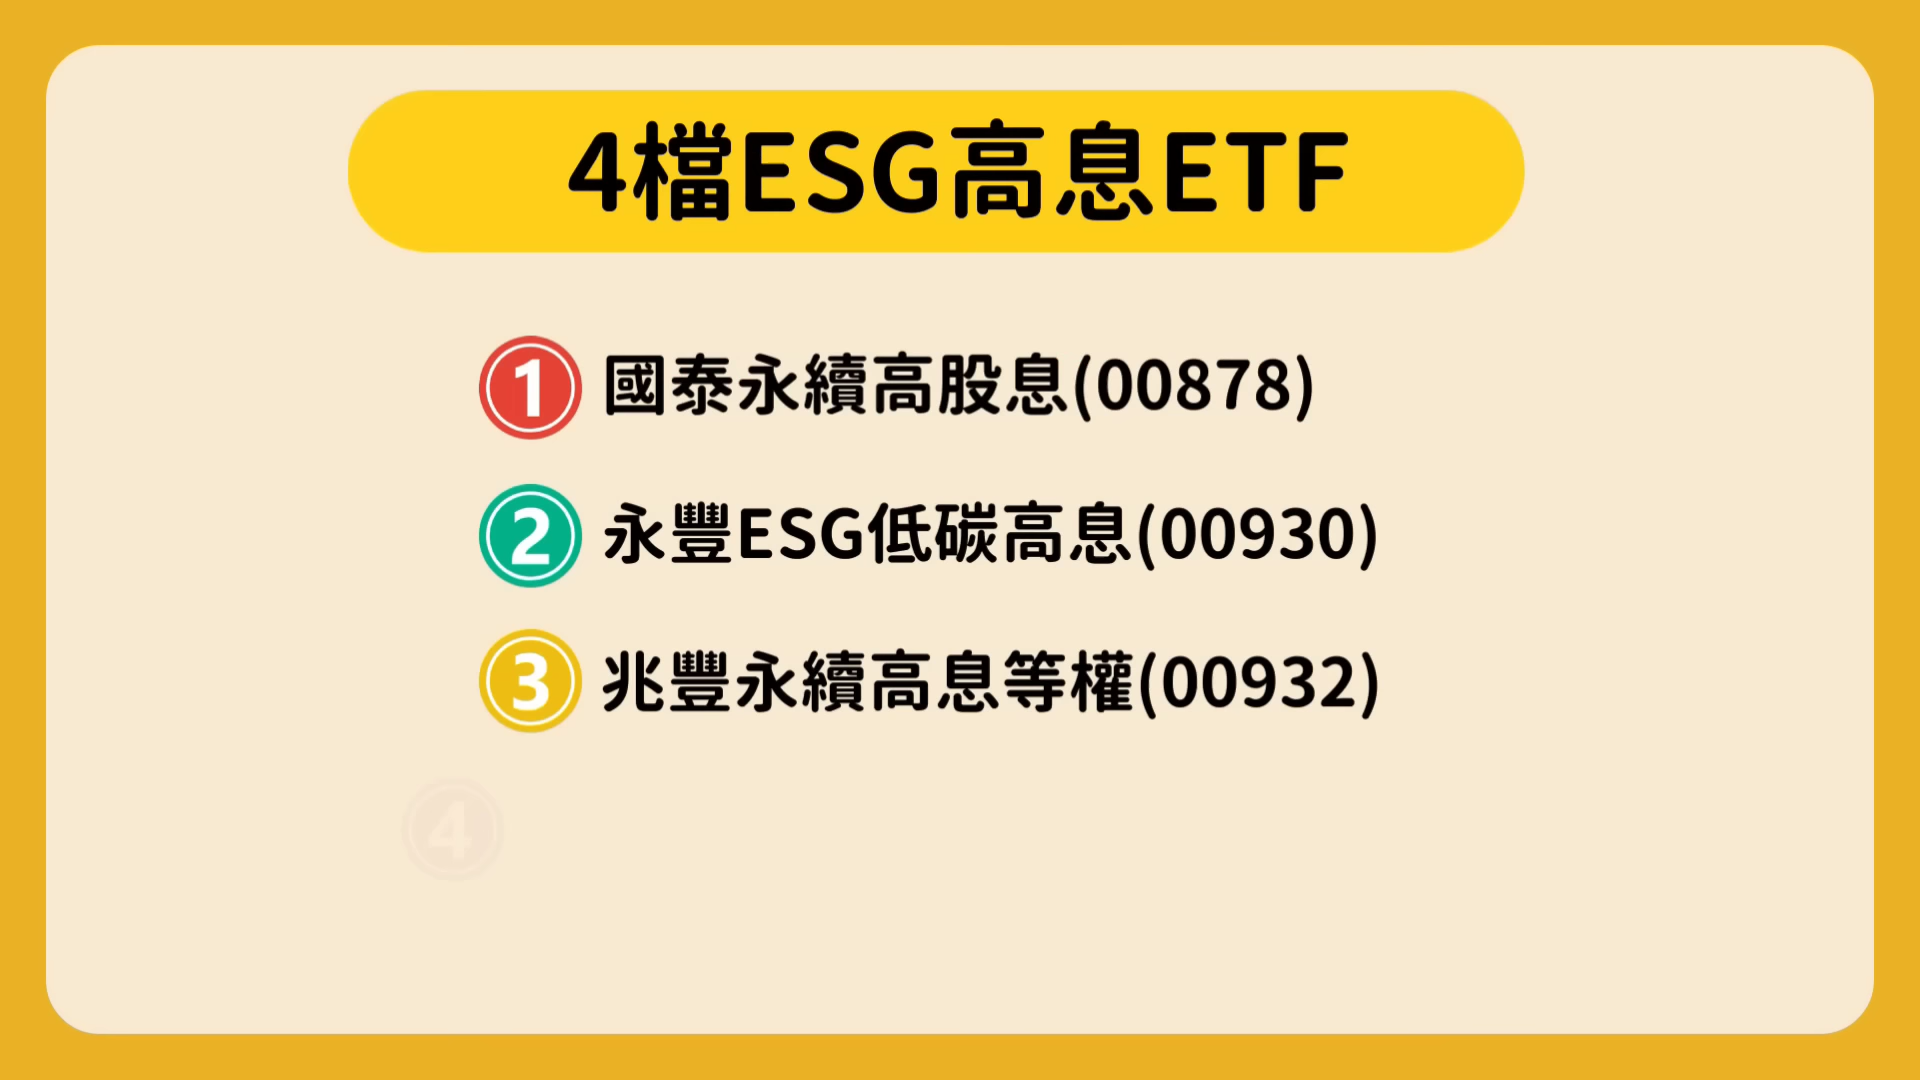 4檔ESG高息ETF
1 國泰永續高股息(00878)
2 永豐ESG低碳高息(00930)
3 兆豐永續高息等權(00932)
4